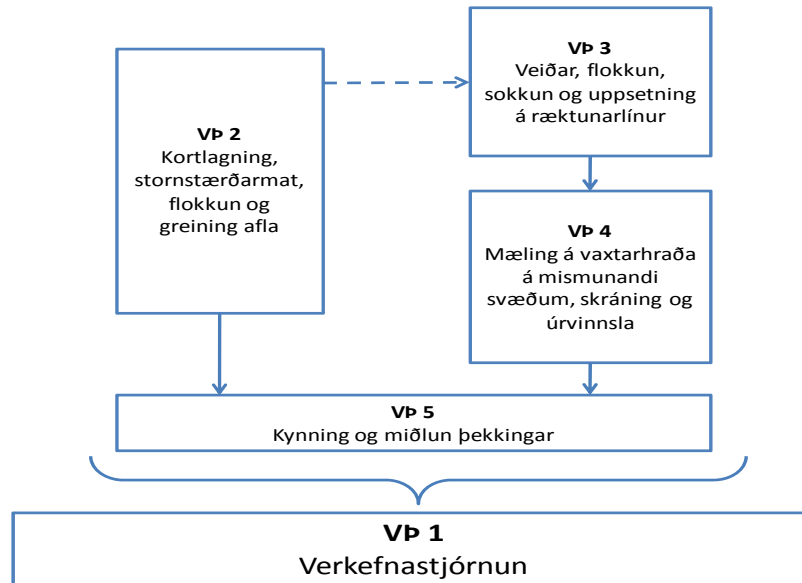 VÞ 3
Veiðar, flokkun,
sokkun og uppsetning
á ræktunarlínur
VÞ 2
Kortlagning,
stornstærðarmat,
flokkun og
greining afla
VÞ 4
Mæling á vaxtarhraða
á mismunandi
svæðum, skráning og
úrvinnsla
VÞ 5
Kynning og miðlun þekkingar
VÞ 1
Verkefnastjórnun